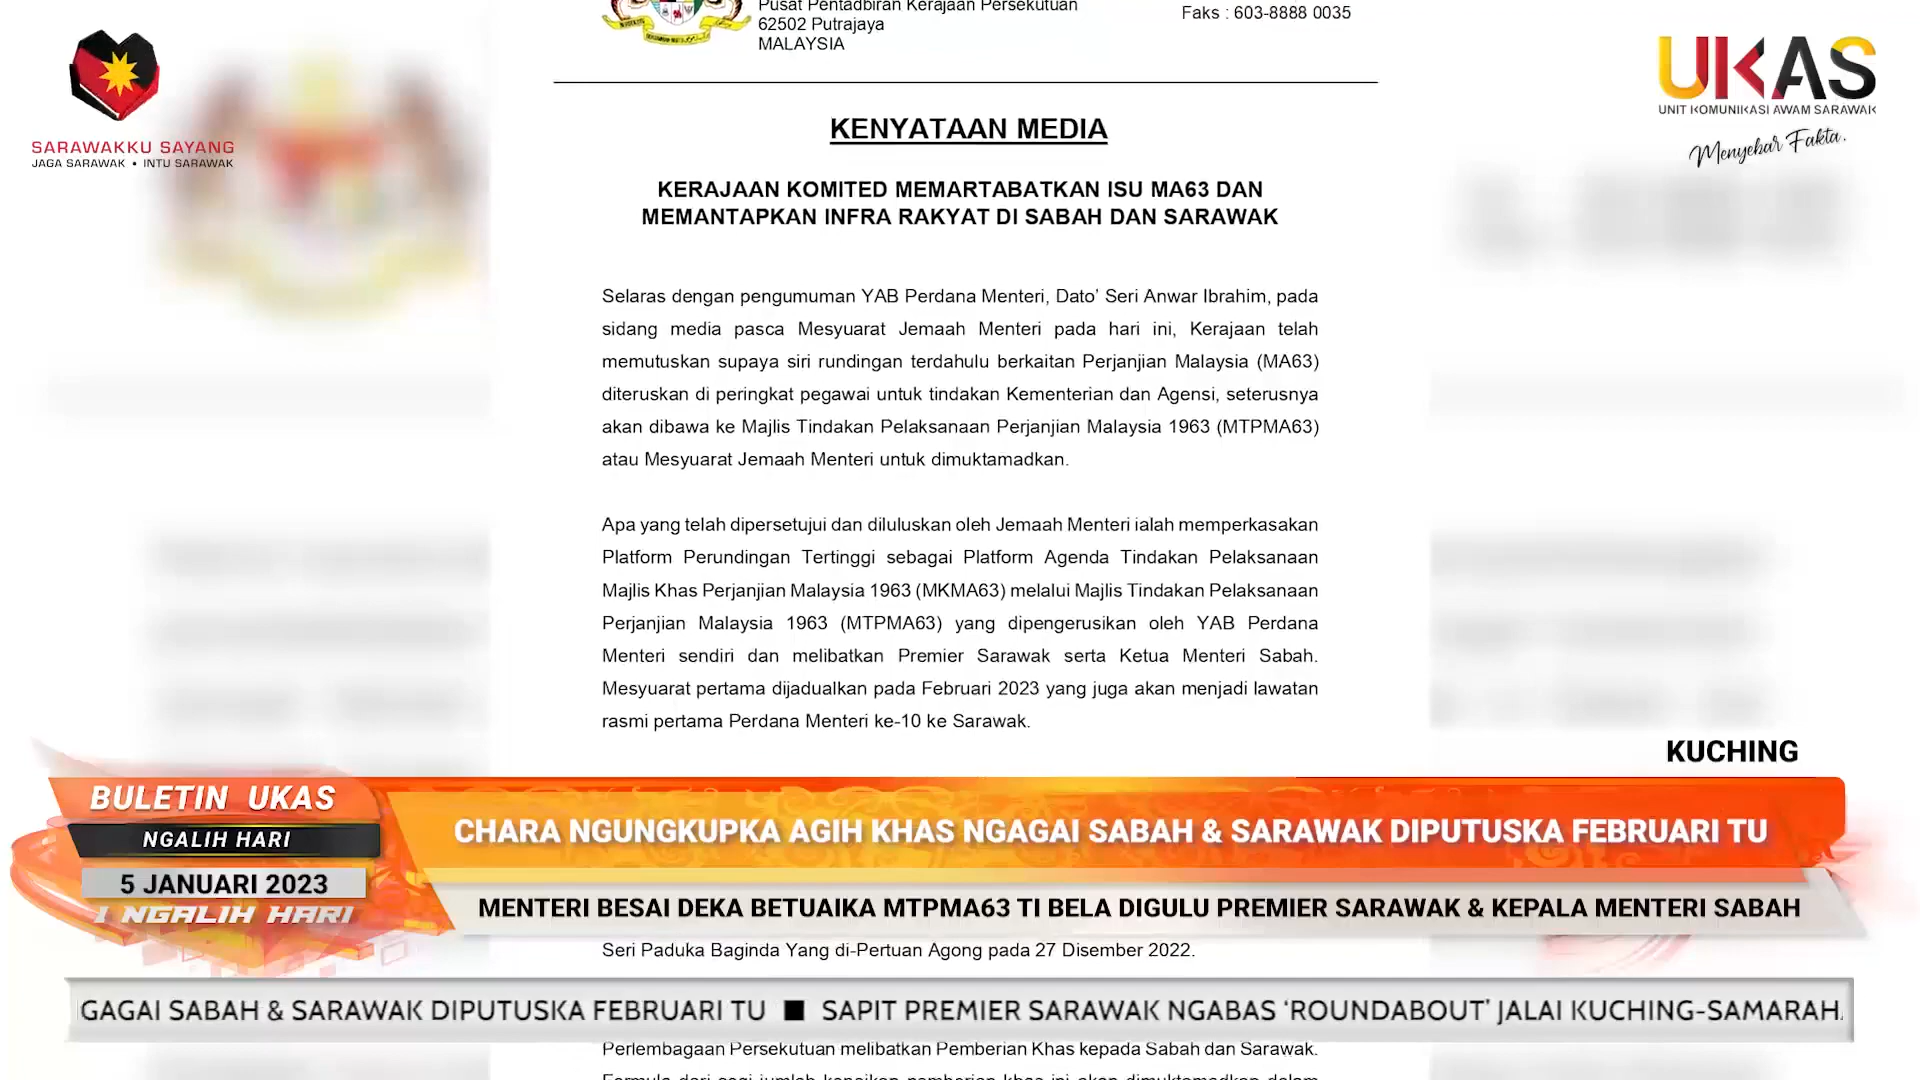 Pusat Pentadbiran Kerajaan Persekutuan
62502 Putrajaya
MALAYSIA
Faks : 603-8888 0035
SARAWAKKU SAYANG
JAGA SARAWAK • INTU SARAWAK
UKAS
UNIT KOMUNIKASI AWAM SARAWAK
Menyebar Fakta.
KENYATAAN MEDIA
KERAJAAN KOMITED MEMARTABATKAN ISU MA63 DAN
MEMANTAPKAN INFRA RAKYAT DI SABAH DAN SARAWAK
Selaras dengan pengumuman YAB Perdana Menteri, Dato’ Seri Anwar Ibrahim, pada
sidang media pasca Mesyuarat Jemaah Menteri pada hari ini, Kerajaan telah
memutuskan supaya siri rundingan terdahulu berkaitan Perjanjian Malaysia (MA63)
diteruskan di peringkat pegawai untuk tindakan Kementerian dan Agensi, seterusnya
akan dibawa ke Majlis Tindakan Pelaksanaan Perjanjian Malaysia 1963 (MTPMA63)
atau Mesyuarat Jemaah Menteri untuk dimuktamadkan.
Apa yang telah dipersetujui dan diluluskan oleh Jemaah Menteri ialah memperkasakan
Platform Perundingan Tertinggi sebagai Platform Agenda Tindakan Pelaksanaan
Majlis Khas Perjanjian Malaysia 1963 (MKMA63) melalui Majlis Tindakan Pelaksanaan
Perjanjian Malaysia 1963 (MTPMA63) yang dipengerusikan oleh YAB Perdana
Menteri sendiri dan melibatkan Premier Sarawak serta Ketua Menteri Sabah.
Mesyuarat pertama dijadualkan pada Februari 2023 yang juga akan menjadi lawatan
rasmi pertama Perdana Menteri ke-10 ke Sarawak.
KUCHING
BULETIN UKAS
NGALIH HARI
5 JANUARI 2023
I NGALIH HARI
CHARA NGUNGKUPKA AGIH KHAS NGAGAI SABAH & SARAWAK DIPUTUSKA FEBRUARI TU
MENTERI BESAI DEKA BETUAIKA MTPMA63 TI BELA DIGULU PREMIER SARAWAK & KEPALA MENTERI SABAH
Seri Paduka Baginda Yang di-Pertuan Agong pada 27 Disember 2022.
GAGAI SABAH & SARAWAK DIPUTUSKA FEBRUARI TU ■ SAPIT PREMIER SARAWAK NGABAS ‘ROUNDABOUT’ JALAI KUCHING-SAMARAH
Perlembagaan Persekutuan melibatkan Pemberian Khas kepada Sabah dan Sarawak.